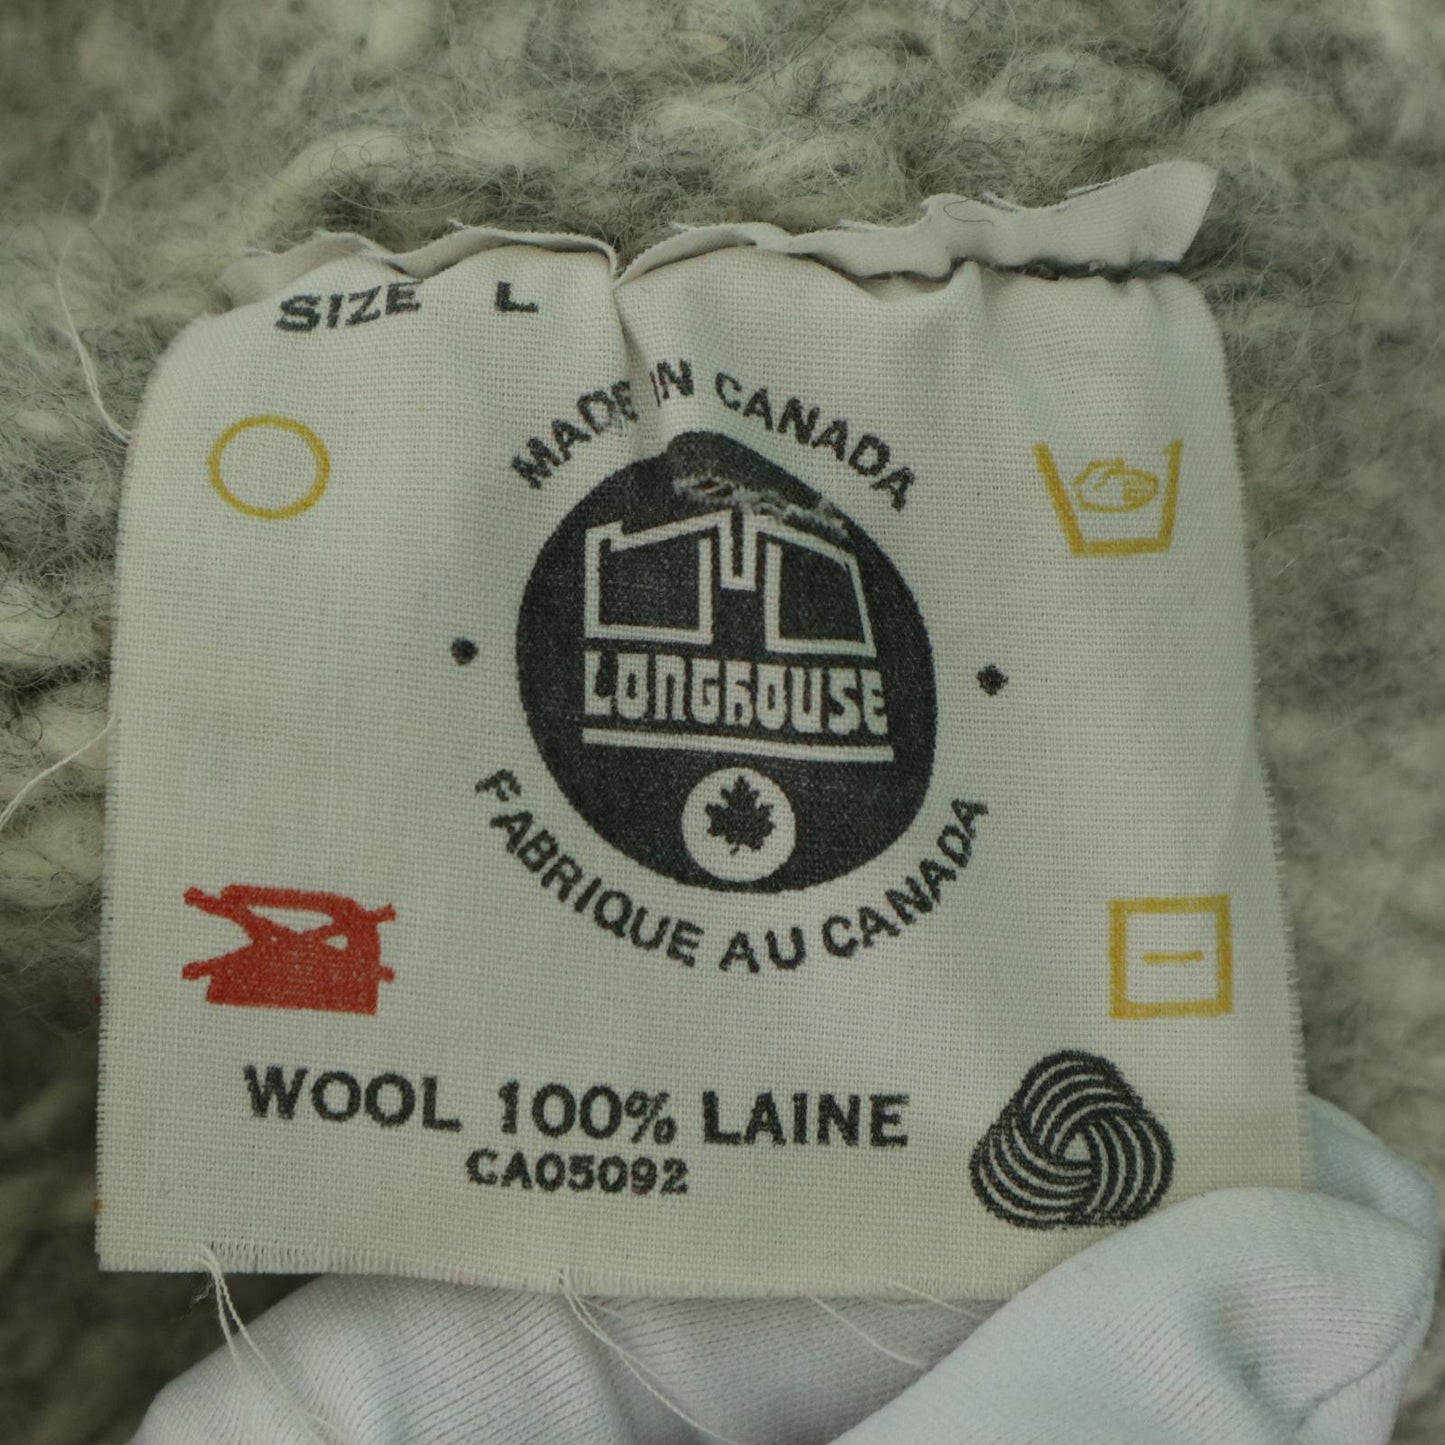 SIZE L
MADE IN CANADA
LONGHOUSE
FABRIQUE AU CANADA
WOOL 100% LAINE
CA05092